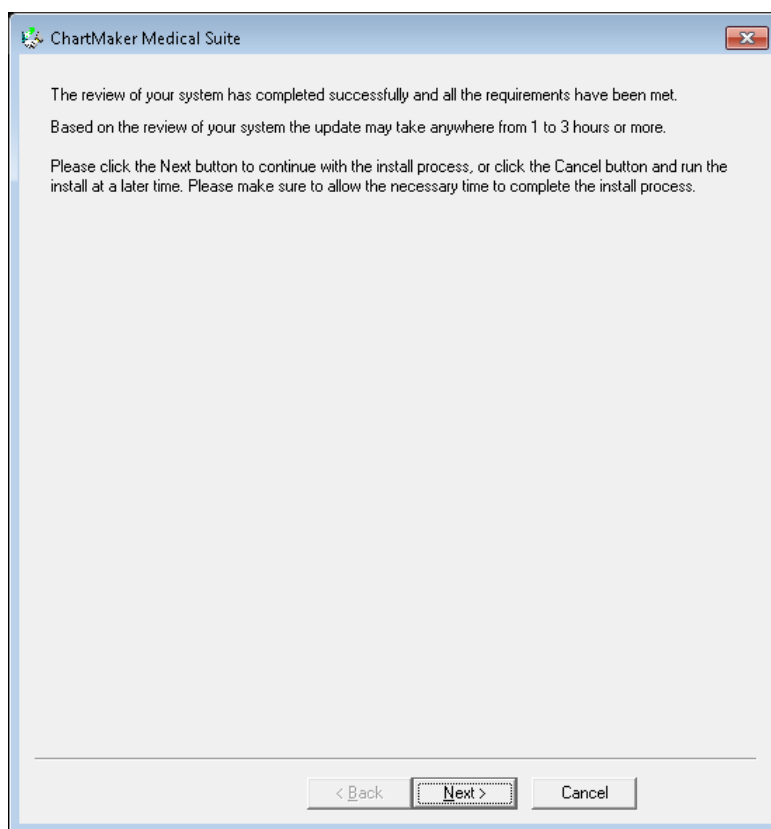 ChartMaker Medical Suite
The review of your system has completed successfully and all the requirements have been met.
Based on the review of your system the update may take anywhere from 1 to 3 hours or more.
Please click the Next button to continue with the install process, or click the Cancel button and run the
install at a later time. Please make sure to allow the necessary time to complete the install process.
< Back Next > Cancel